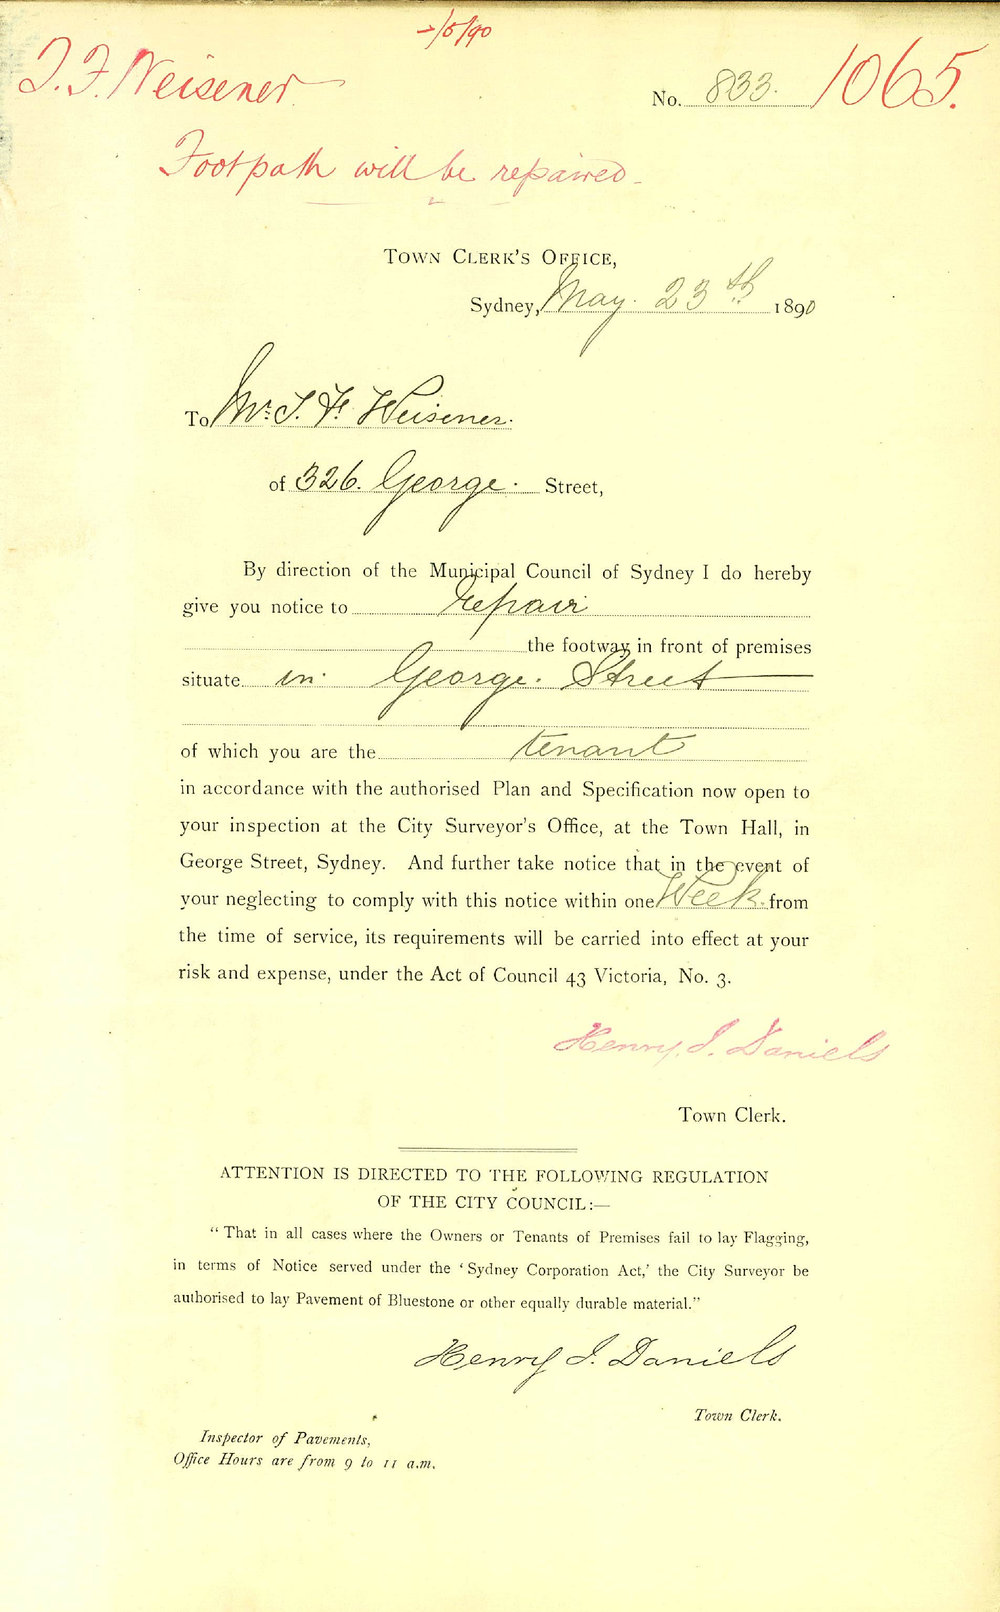 /5/90
T. F. Weisener
No. 833. 1065.
Footpath will be repaired
TOWN CLERK'S OFFICE,
Sydney, May. 23th 1890
To Mr. T. F. Weisener.
of 326. George. Street,
By direction of the Municipal Council of Sydney I do hereby
give you notice to repair
the footway in front of premises
situate in George. Street
of which you are the tenant
in accordance with the authorised Plan and Specification now open to
your inspection at the City Surveyor's Office, at the Town Hall, in
George Street, Sydney. And further take notice that in the event of
your neglecting to comply with this notice within one Week. from
the time of service, its requirements will be carried into effect at your
risk and expense, under the Act of Council 43 Victoria, No. 3.
Henry J. Daniels
Town Clerk.
ATTENTION IS DIRECTED TO THE FOLLOWING REGULATION
OF THE CITY COUNCIL:—
"That in all cases where the Owners or Tenants of Premises fail to lay Flagging,
in terms of Notice served under the 'Sydney Corporation Act,' the City Surveyor be
authorised to lay Pavement of Bluestone or other equally durable material."
Henry J. Daniels
Town Clerk.
Inspector of Pavements,
Office Hours are from 9 to 11 a.m.